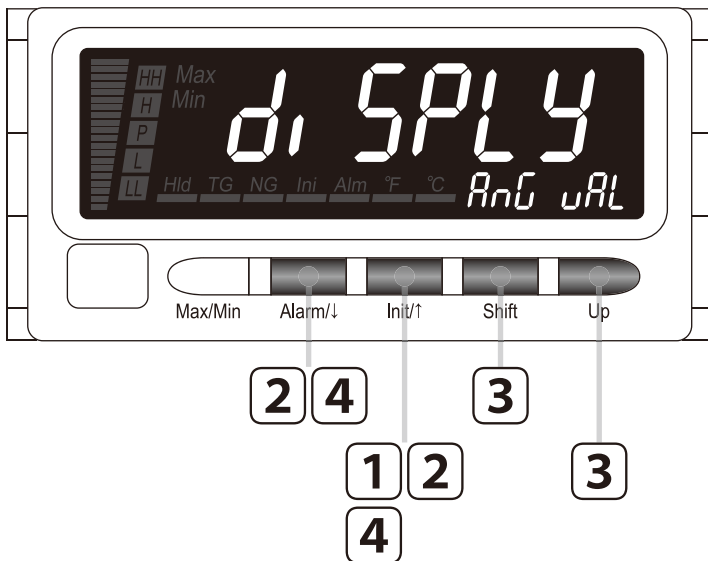 HH Max
H Min
P
L
LL
di SPLY
Hld TG NG Ini Alm °F °C
AnG vAL
Max/Min Alarm/↓ Init/↑ Shift Up
2 4 3
1 2 3
4